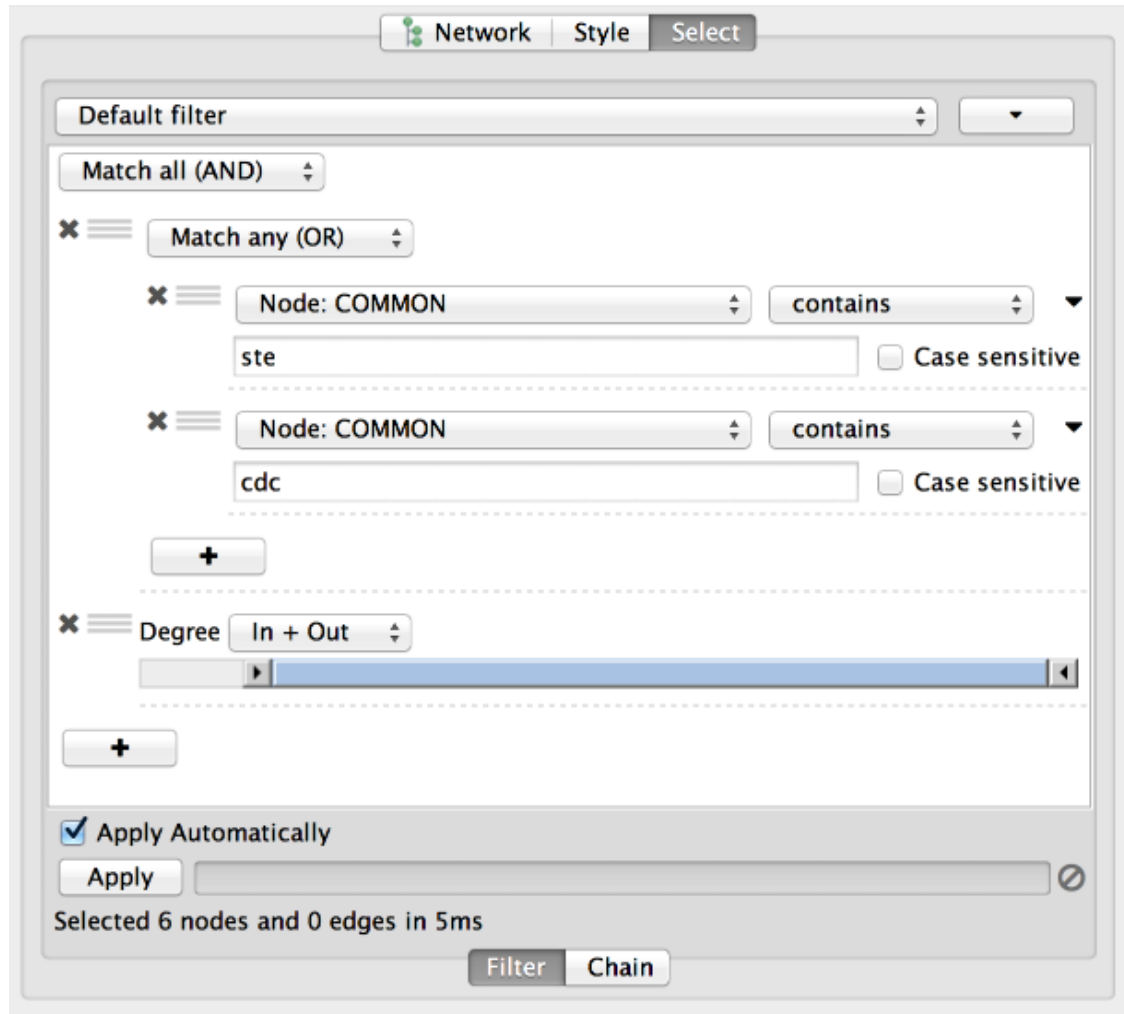 Network Style Select
Default filter
Match all (AND)
Match any (OR)
Node: COMMON contains
ste Case sensitive
Node: COMMON contains
cdc Case sensitive
+
Degree In + Out
+
Apply Automatically
Apply
Selected 6 nodes and 0 edges in 5ms
Filter Chain